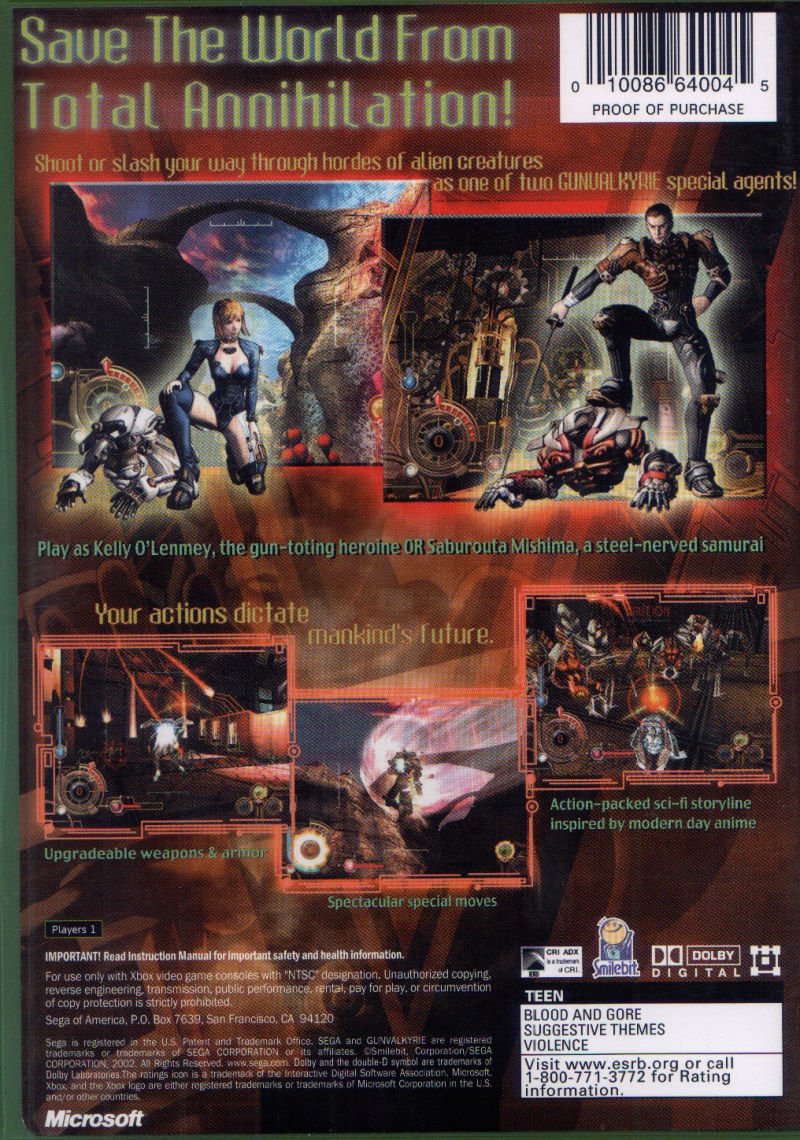 Save The World From
Total Annihilation!
0 10086 64004 5
PROOF OF PURCHASE
Shoot or slash your way through hordes of alien creatures
as one of two GUNVALKYRIE special agents!
Play as Kelly O'Lenmey, the gun-toting heroine OR Saburouta Mishima, a steel-nerved samurai
Your actions dictate
mankind's future.
Upgradeable weapons & armor
Spectacular special moves
Action-packed sci-fi storyline
inspired by modern day anime
Players 1
IMPORTANT! Read Instruction Manual for important safety and health information.
For use only with Xbox video game consoles with "NTSC" designation. Unauthorized copying,
reverse engineering, transmission, public performance, rental, pay for play, or circumvention
of copy protection is strictly prohibited.
Sega of America, P.O. Box 7639, San Francisco, CA 94120
Sega is registered in the U.S. Patent and Trademark Office. SEGA and GUNVALKYRIE are registered
trademarks or trademarks of SEGA CORPORATION or its affiliates. ©Smilebit, Corporation/SEGA
CORPORATION, 2002. All Rights Reserved. www.sega.com. Dolby and the double-D symbol are trademarks of
Dolby Laboratories.The ratings icon is a trademark of the Interactive Digital Software Association. Microsoft,
Xbox, and the Xbox logo are either registered trademarks or trademarks of Microsoft Corporation in the U.S.
and/or other countries.
Microsoft
CRI ADX
is a trademark
of CRI.
Smilebit
DOLBY
DIGITAL
TEEN
BLOOD AND GORE
SUGGESTIVE THEMES
VIOLENCE
Visit www.esrb.org or call
1-800-771-3772 for Rating
information.